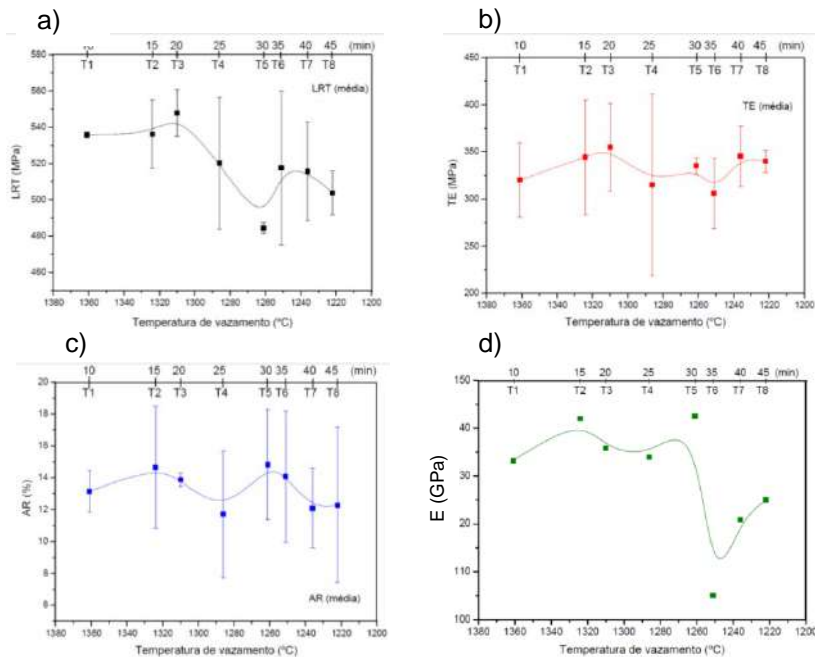 a)
15 20 25 30 35 40 45 (min)
T1 T2 T3 T4 T5 T6 T7 T8
LRT (média)
LRT (MPa)
580
560
540
520
500
480
460
1380 1360 1340 1320 1300 1280 1260 1240 1220 1200
Temperatura de vazamento (ºC)
b)
10 15 20 25 30 35 40 45 (min)
T1 T2 T3 T4 T5 T6 T7 T8
TE (média)
TE (MPa)
450
400
350
300
250
200
1380 1360 1340 1320 1300 1280 1260 1240 1220 1200
Temperatura de vazamento (ºC)
c)
10 15 20 25 30 35 40 45 (min)
T1 T2 T3 T4 T5 T6 T7 T8
AR (%)
20
18
16
14
12
10
8
6
AR (média)
1380 1360 1340 1320 1300 1280 1260 1240 1220 1200
Temperatura de vazamento (ºC)
d)
10 15 20 25 30 35 40 45 (min)
T1 T2 T3 T4 T5 T6 T7 T8
E (GPa)
150
40
30
20
105
100
1380 1360 1340 1320 1300 1280 1260 1240 1220 1200
Temperatura de vazamento (ºC)